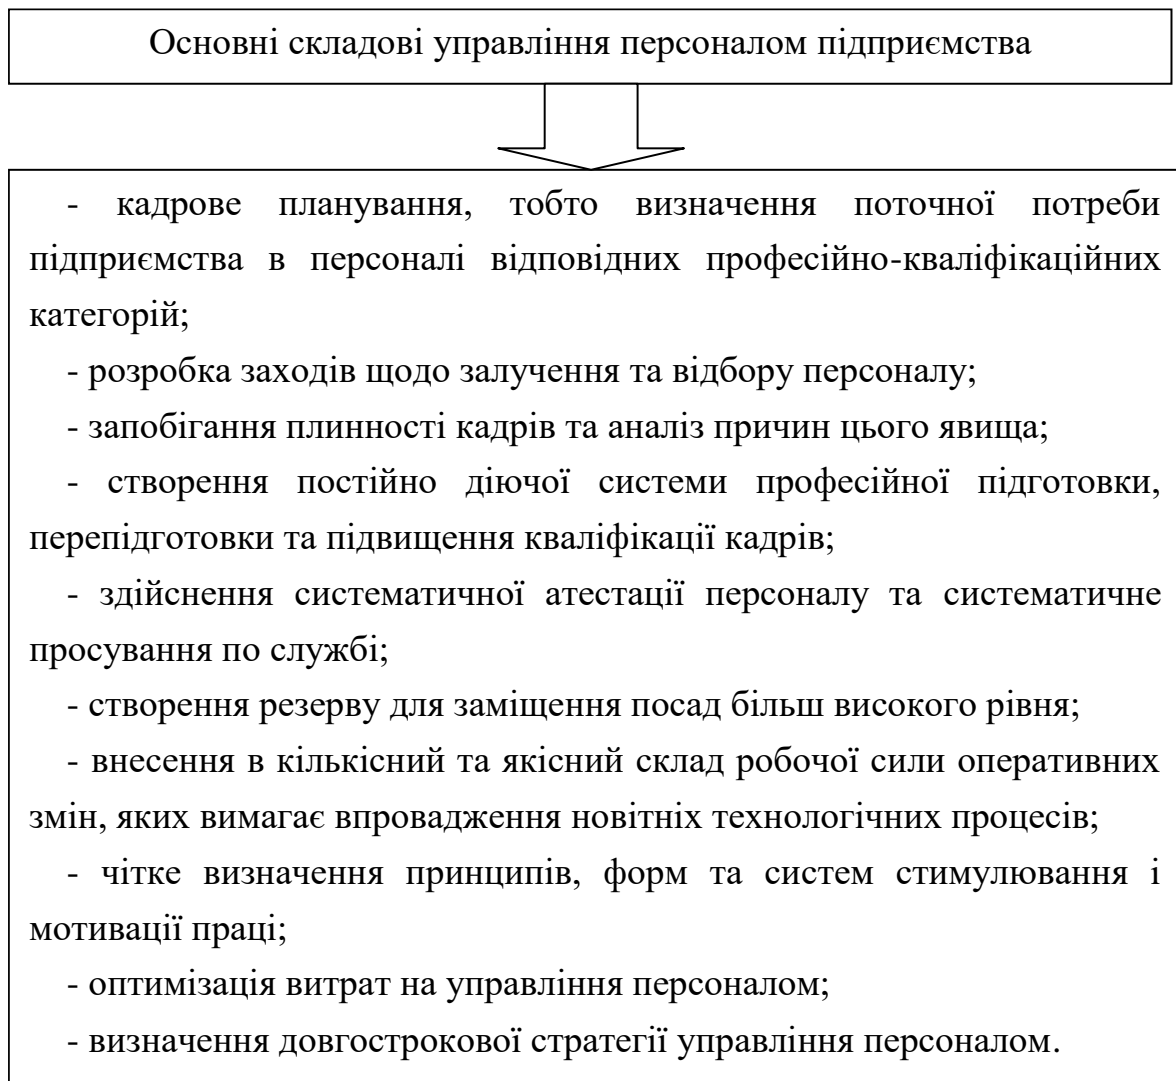 Основні складові управління персоналом підприємства
- кадрове планування, тобто визначення поточної потреби
підприємства в персоналі відповідних професійно-кваліфікаційних
категорій;
- розробка заходів щодо залучення та відбору персоналу;
- запобігання плинності кадрів та аналіз причин цього явища;
- створення постійно діючої системи професійної підготовки,
перепідготовки та підвищення кваліфікації кадрів;
- здійснення систематичної атестації персоналу та систематичне
просування по службі;
- створення резерву для заміщення посад більш високого рівня;
- внесення в кількісний та якісний склад робочої сили оперативних
змін, яких вимагає впровадження новітніх технологічних процесів;
- чітке визначення принципів, форм та систем стимулювання і
мотивації праці;
- оптимізація витрат на управління персоналом;
- визначення довгострокової стратегії управління персоналом.